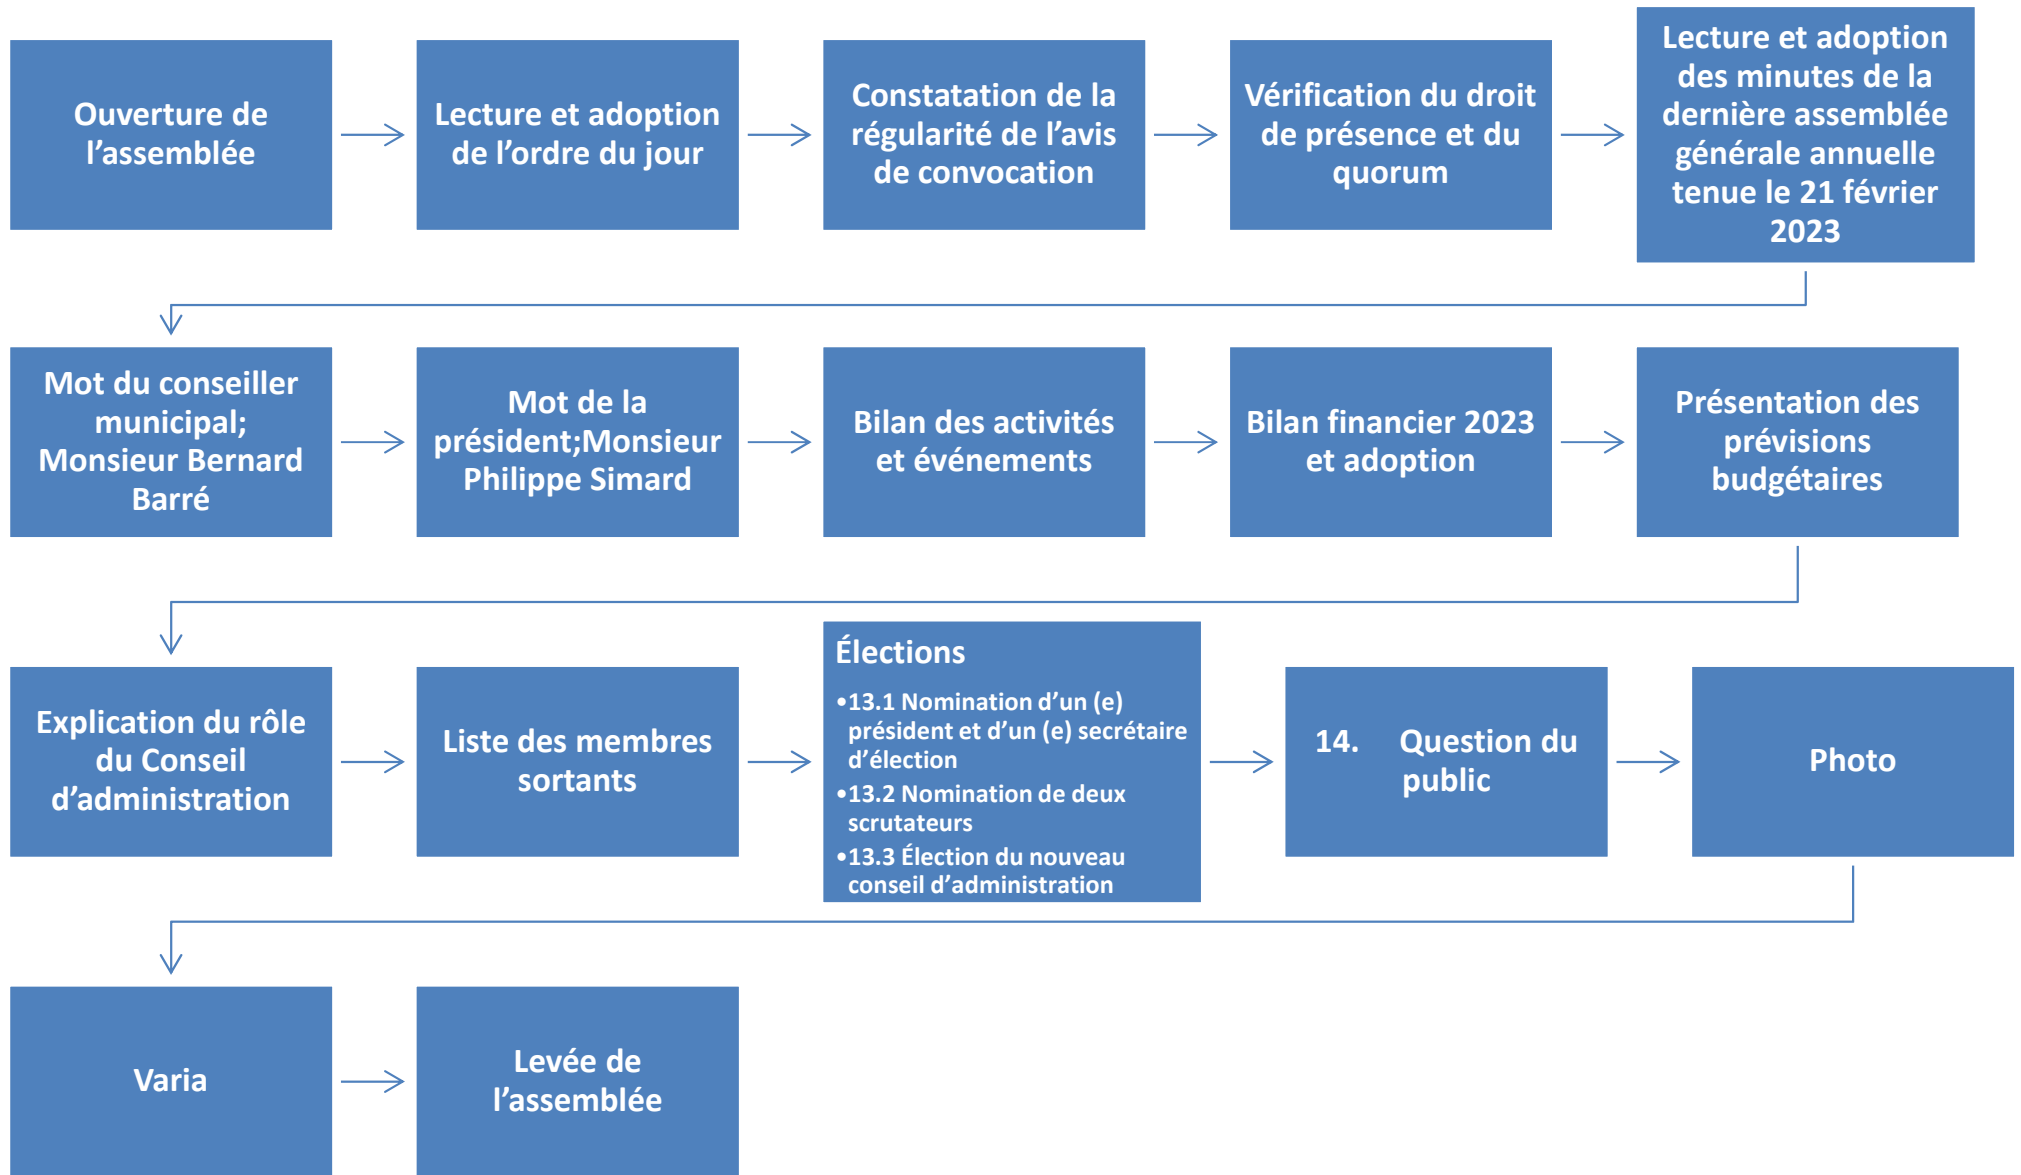 Ouverture de
l’assemblée
Lecture et adoption
de l’ordre du jour
Constatation de la
régularité de l’avis
de convocation
Vérification du droit
de présence et du
quorum
Lecture et adoption
des minutes de la
dernière assemblée
générale annuelle
tenue le 21 février
2023
Mot du conseiller
municipal;
Monsieur Bernard
Barré
Mot de la
président;Monsieur
Philippe Simard
Bilan des activités
et événements
Bilan financier 2023
et adoption
Présentation des
prévisions
budgétaires
Explication du rôle
du Conseil
d’administration
Liste des membres
sortants
Élections
•13.1 Nomination d’un (e)
président et d’un (e) secrétaire
d’élection
•13.2 Nomination de deux
scrutateurs
•13.3 Élection du nouveau
conseil d’administration
14. Question du
public
Photo
Varia
Levée de
l’assemblée